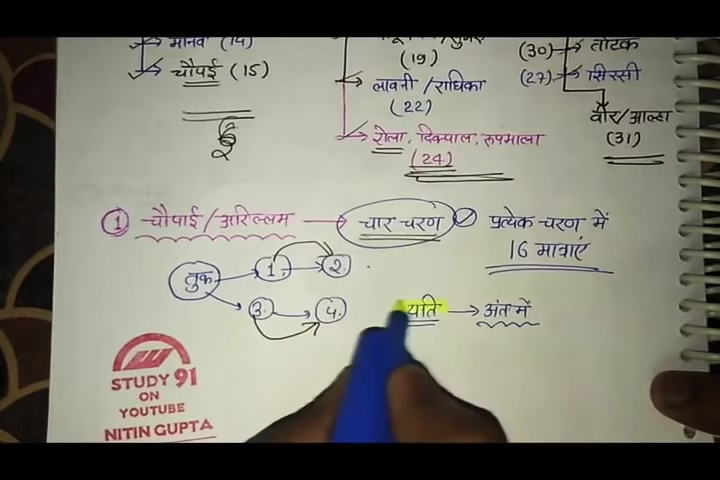 मानव (14)
चौपई (15)
(19)
लावनी/राधिका
(22)
रोला, दिक्पाल, रुपमाला
(24)
(30) → तोटक
(27) → सिरसी
वीर/आल्हा
(31)
① चौपाई/अरिल्लम → चार चरण प्रत्येक चरण में
16 मात्राएं
तुक 1 → 2.
3. → 4.
यति → अंत में
STUDY 91
ON
YOUTUBE
NITIN GUPTA